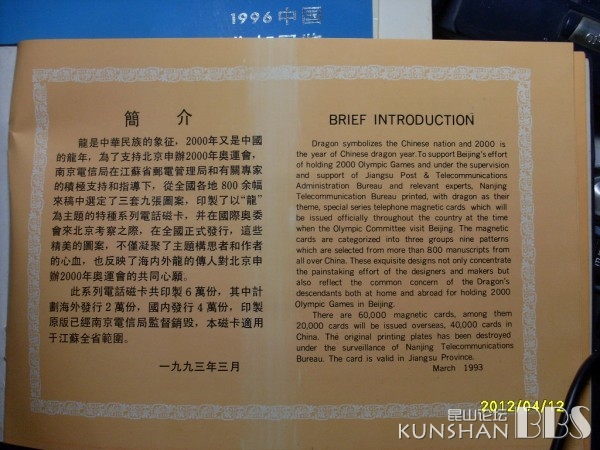 1996中国
簡 介
龍是中華民族的象征，2000年又是中國
的龍年，為了支持北京申辦2000年奧運會，
南京電信局在江蘇省郵電管理局和有關專家
的積極支持和指導下，從全國各地800余幅
來稿中選定了三套九張圖案，印製了以"龍"
為主題的特種系列電話磁卡，并在國際奧委
會來北京考察之際，在全國正式發行，這些
精美的圖案，不僅凝聚了主題構思者和作者
的心血，也反映了海內外龍的傳人對北京申
辦2000年奧運會的共同心願。
此系列電話磁卡共印製6萬份，其中計
劃海外發行2萬份，國內發行4萬份，印製
原版已經南京電信局監督銷毀，本磁卡適用
于江蘇全省範圍。
一九九三年三月
BRIEF INTRODUCTION
Dragon symbolizes the Chinese nation and 2000 is
the year of Chinese dragon year. To support Beijing's effort
of holding 2000 Olympic Games and under the supervision
and support of Jiangsu Post & Telecommunications
Administration Bureau and relevant experts, Nanjing
Telecommunication Bureau printed, with dragon as their
theme, special series telephone magnetic cards which will
be issued officially throughout the country at the time
when the Olympic Committee visit Beijing. The magnetic
cards are categorized into three groups nine patterns
which are selected from more than 800 manuscripts from
all over China. These exquisite designs not only concentrate
the painstaking effort of the designers and makers but
also reflect the common concern of the Dragon's
descendants both at home and abroad for holding 2000
Olympic Games in Beijing.
There are 60,000 magnetic cards, among them
20,000 cards will be issued overseas, 40,000 cards in
China. The original printing plates has been destroyed
under the surveillance of Nanjing Telecommunications
Bureau. The card is valid in Jiangsu Province.
March 1993
2012/04/12
昆山论坛
KUNSHAN BBS